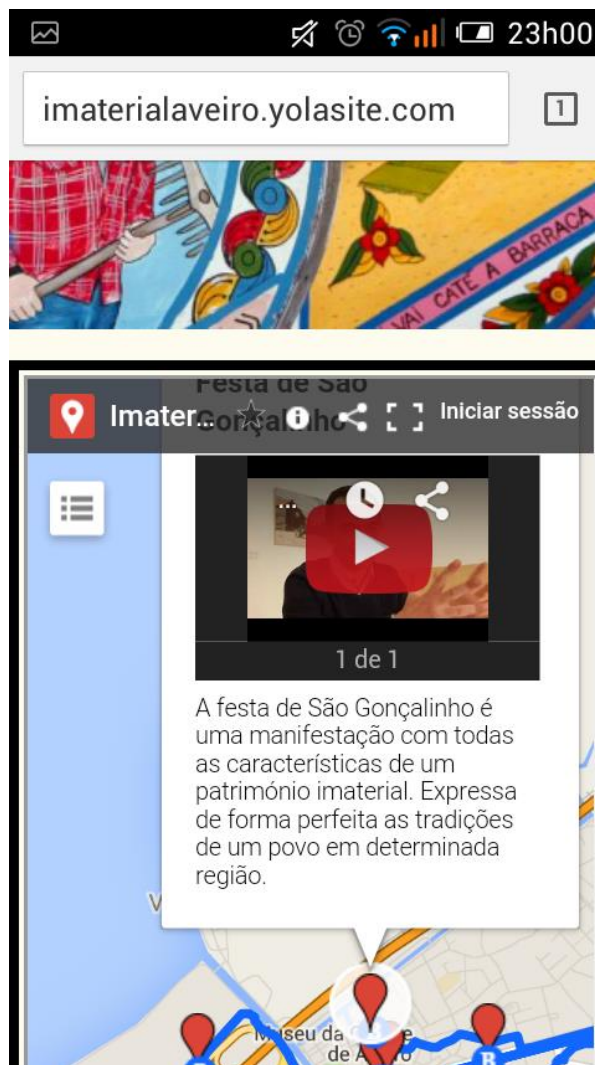 23h00
imaterialaveiro.yolasite.com
1
VAI CATÉ A BARRACA
Festa de São
Gonçalinho
Imater...
Iniciar sessão
1 de 1
A festa de São Gonçalinho é
uma manifestação com todas
as características de um
património imaterial. Expressa
de forma perfeita as tradições
de um povo em determinada
região.
V
Museu da
de
B